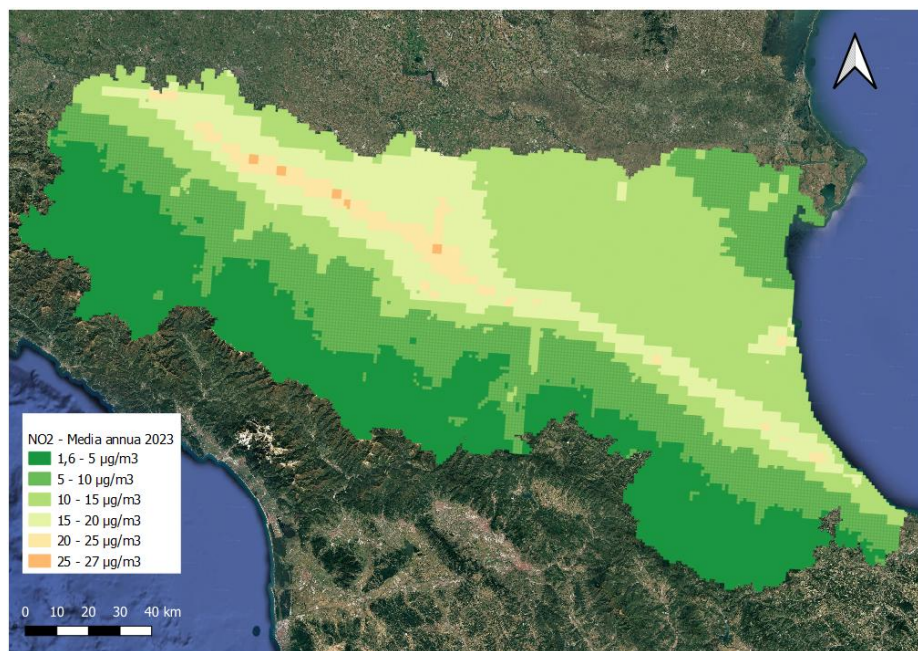 NO2 - Media annua 2023
1,6 - 5 µg/m3
5 - 10 µg/m3
10 - 15 µg/m3
15 - 20 µg/m3
20 - 25 µg/m3
25 - 27 µg/m3
0 10 20 30 40 km